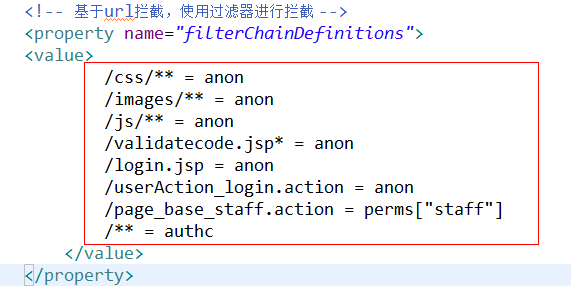 <!-- 基于url拦截，使用过滤器进行拦截 -->
<property name="filterChainDefinitions">
<value>
/css/** = anon
/images/** = anon
/js/** = anon
/validatecode.jsp* = anon
/login.jsp = anon
/userAction_login.action = anon
/page_base_staff.action = perms["staff"]
/** = authc
</value>
</property>